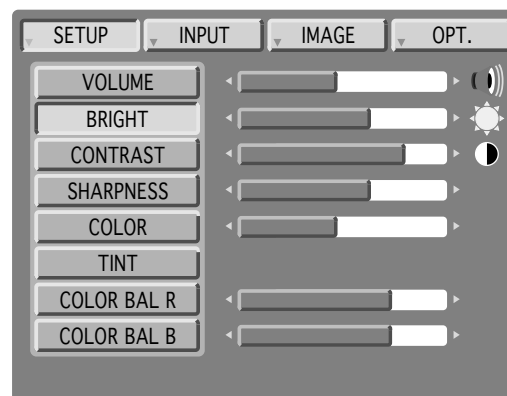 SETUP INPUT IMAGE OPT.
VOLUME
BRIGHT
CONTRAST
SHARPNESS
COLOR
TINT
COLOR BAL R
COLOR BAL B